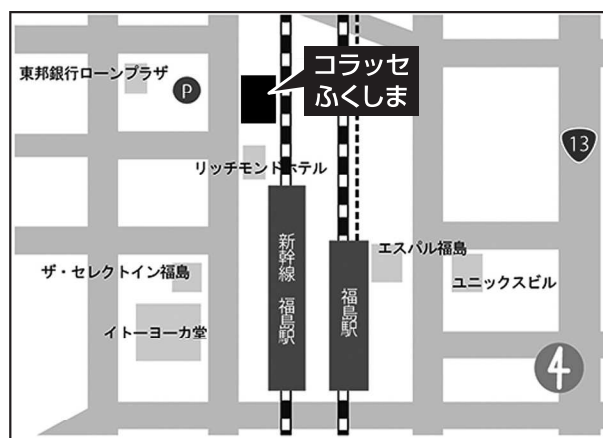 コラッセ
ふくしま
東邦銀行ローンプラザ
P
13
リッチモンドホテル
新幹線 福島駅
福島駅
エスパル福島
ザ・セレクトイン福島
ユニックスビル
イトーヨーカ堂
4